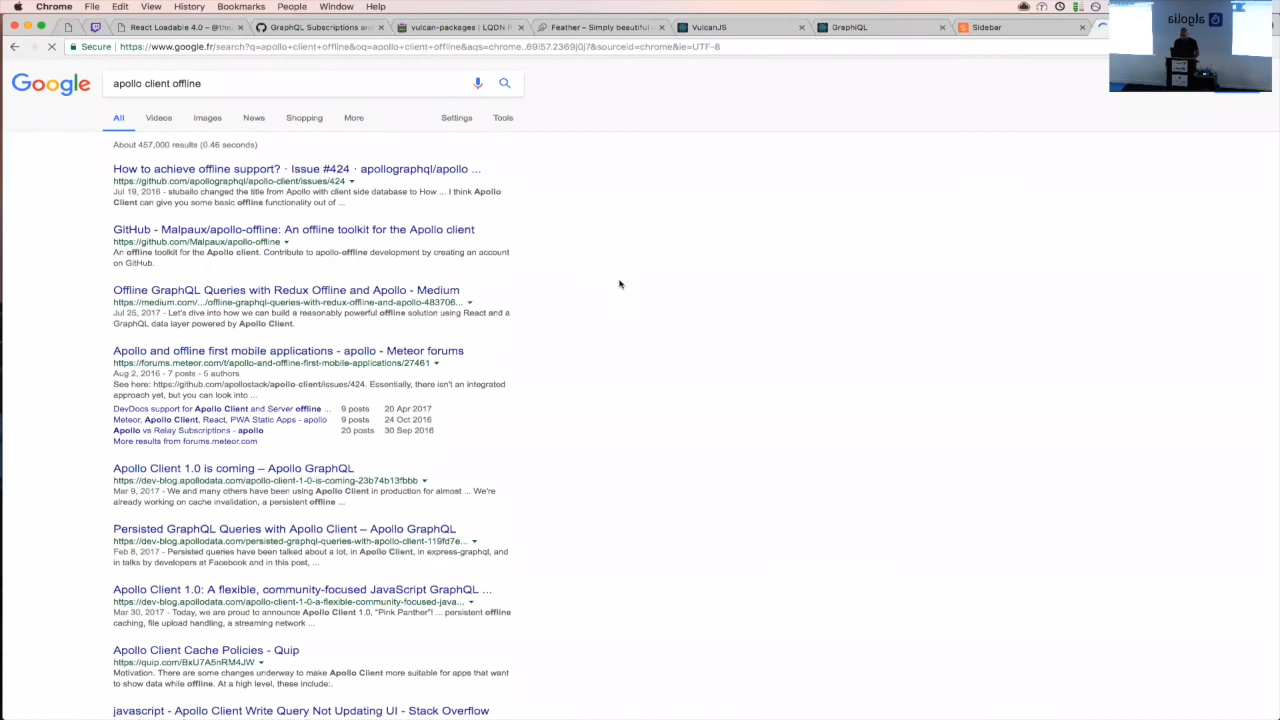 Chrome File Edit View History Bookmarks People Window Help
React Loadable 4.0 – @the
GitHub GraphQL Subscriptions and
vulcan-packages | LQDN P
Feather – Simply beautiful
VulcanJS
GraphQL
Sidebar
Secure | https://www.google.fr/search?q=apollo+client+offline&oq=apollo+client+offline&aqs=chrome..69i57.2369j0j7&sourceid=chrome&ie=UTF-8
algolia
Google
apollo client offline
All Videos Images News Shopping More Settings Tools
About 457,000 results (0.46 seconds)
How to achieve offline support? · Issue #424 · apollographql/apollo ...
https://github.com/apollographql/apollo-client/issues/424
Jul 19, 2016 - stubailo changed the title from Apollo with client side database to How ... I think Apollo
Client can give you some basic offline functionality out of ...
GitHub - Malpaux/apollo-offline: An offline toolkit for the Apollo client
https://github.com/Malpaux/apollo-offline
An offline toolkit for the Apollo client. Contribute to apollo-offline development by creating an account
on GitHub.
Offline GraphQL Queries with Redux Offline and Apollo - Medium
https://medium.com/.../offline-graphql-queries-with-redux-offline-and-apollo-483706...
Jul 25, 2017 - Let's dive into how we can build a reasonably powerful offline solution using React and a
GraphQL data layer powered by Apollo Client.
Apollo and offline first mobile applications - apollo - Meteor forums
https://forums.meteor.com/t/apollo-and-offline-first-mobile-applications/27461
Aug 2, 2016 - 7 posts - 5 authors
See here: https://github.com/apollostack/apollo-client/issues/424. Essentially, there isn't an integrated
approach yet, but you can look into ...
DevDocs support for Apollo Client and Server offline ... 9 posts 20 Apr 2017
Meteor, Apollo Client, React, PWA Static Apps - apollo 9 posts 24 Oct 2016
Apollo vs Relay Subscriptions - apollo 20 posts 30 Sep 2016
More results from forums.meteor.com
Apollo Client 1.0 is coming – Apollo GraphQL
https://dev-blog.apollodata.com/apollo-client-1-0-is-coming-23b74b13fbbb
Mar 9, 2017 - We and many others have been using Apollo Client in production for almost ... We're
already working on cache invalidation, a persistent offline ...
Persisted GraphQL Queries with Apollo Client – Apollo GraphQL
https://dev-blog.apollodata.com/persisted-graphql-queries-with-apollo-client-119fd7e...
Feb 8, 2017 - Persisted queries have been talked about a lot, in Apollo Client, in express-graphql, and
in talks by developers at Facebook and in this post, ...
Apollo Client 1.0: A flexible, community-focused JavaScript GraphQL ...
https://dev-blog.apollodata.com/apollo-client-1-0-a-flexible-community-focused-java...
Mar 30, 2017 - Today, we are proud to announce Apollo Client 1.0, "Pink Panther"! ... persistent offline
caching, file upload handling, a streaming network ...
Apollo Client Cache Policies - Quip
https://quip.com/BxU7A5nRM4JW
Motivation. There are some changes underway to make Apollo Client more suitable for apps that want
to show data while offline. At a high level, these include:.
javascript - Apollo Client Write Query Not Updating UI - Stack Overflow